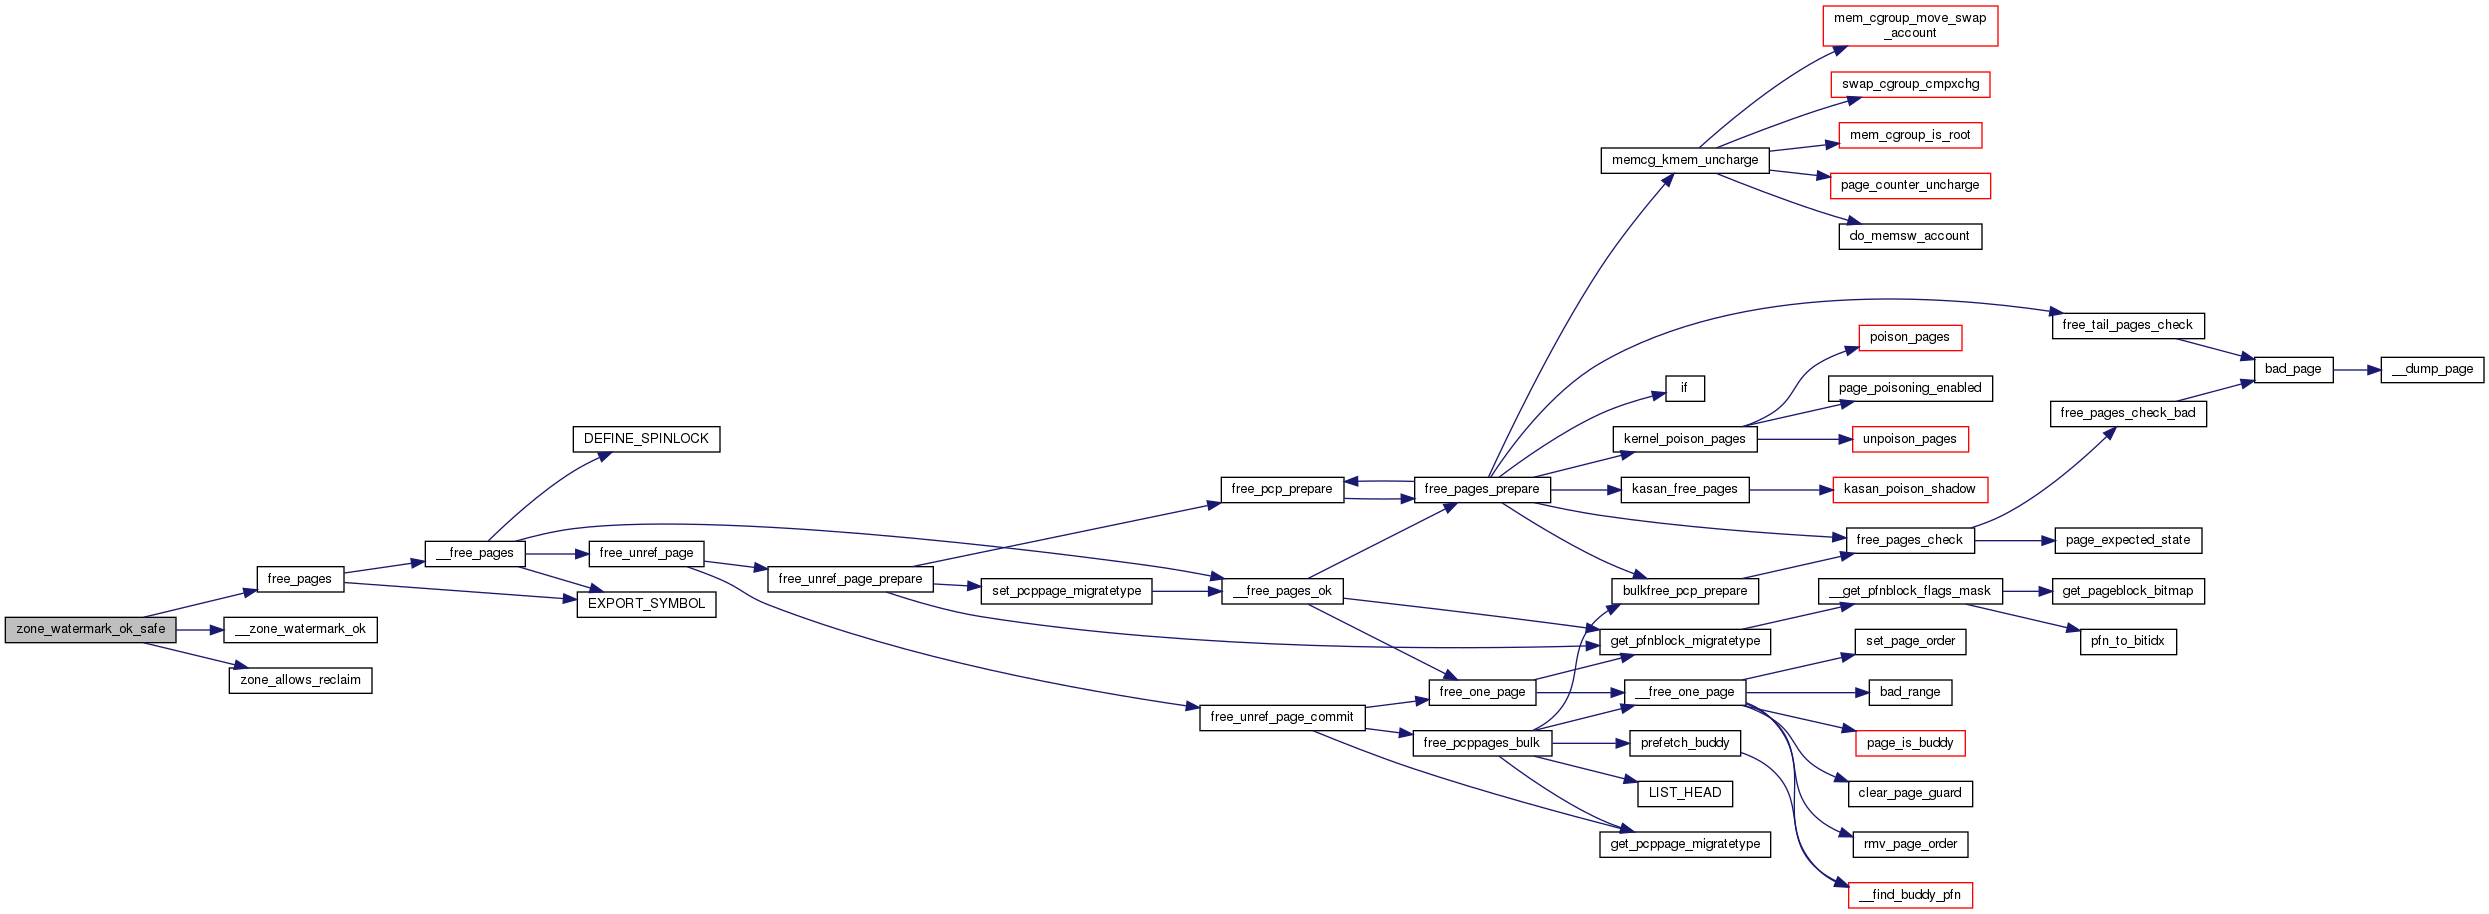 mem_cgroup_move_swap
_account
swap_cgroup_cmpxchg
mem_cgroup_is_root
memcg_kmem_uncharge
page_counter_uncharge
do_memsw_account
free_tail_pages_check
poison_pages
bad_page
__dump_page
if
page_poisoning_enabled
free_pages_check_bad
DEFINE_SPINLOCK
kernel_poison_pages
unpoison_pages
free_pcp_prepare
free_pages_prepare
kasan_free_pages
kasan_poison_shadow
__free_pages
free_unref_page
free_pages_check
page_expected_state
free_pages
free_unref_page_prepare
set_pcppage_migratetype
__free_pages_ok
bulkfree_pcp_prepare
__get_pfnblock_flags_mask
get_pageblock_bitmap
EXPORT_SYMBOL
zone_watermark_ok_safe
__zone_watermark_ok
get_pfnblock_migratetype
set_page_order
pfn_to_bitidx
zone_allows_reclaim
free_one_page
__free_one_page
bad_range
free_unref_page_commit
free_pcppages_bulk
prefetch_buddy
page_is_buddy
LIST_HEAD
clear_page_guard
get_pcppage_migratetype
rmv_page_order
__find_buddy_pfn